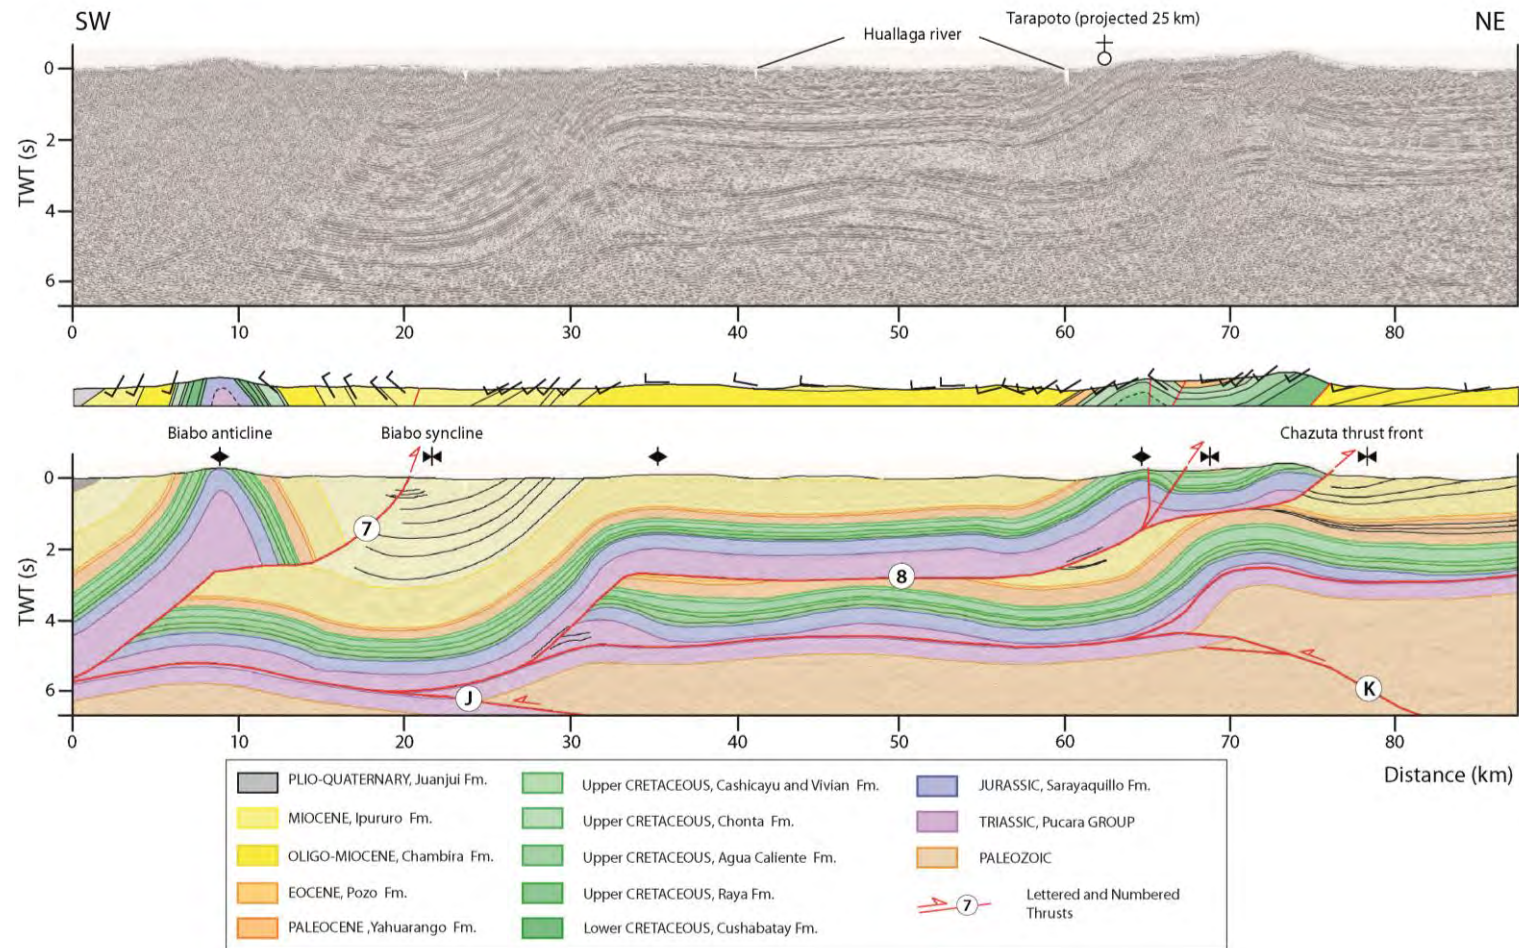 SW
Tarapoto (projected 25 km)
NE
Huallaga river
0
2
4
6
TWT (s)
0
10
20
30
40
50
60
70
80
Biabo anticline
Biabo syncline
Chazuta thrust front
0
2
4
6
TWT (s)
7
8
J
K
0
10
20
30
40
50
60
70
80
Distance (km)
PLIO-QUATERNARY, Juanjui Fm.
MIOCENE, Ipururo Fm.
OLIGO-MIOCENE, Chambira Fm.
EOCENE, Pozo Fm.
PALEOCENE ,Yahuarango Fm.
Upper CRETACEOUS, Cashicayu and Vivian Fm.
Upper CRETACEOUS, Chonta Fm.
Upper CRETACEOUS, Agua Caliente Fm.
Upper CRETACEOUS, Raya Fm.
Lower CRETACEOUS, Cushabatay Fm.
JURASSIC, Sarayaquillo Fm.
TRIASSIC, Pucara GROUP
PALEOZOIC
7
Lettered and Numbered
Thrusts